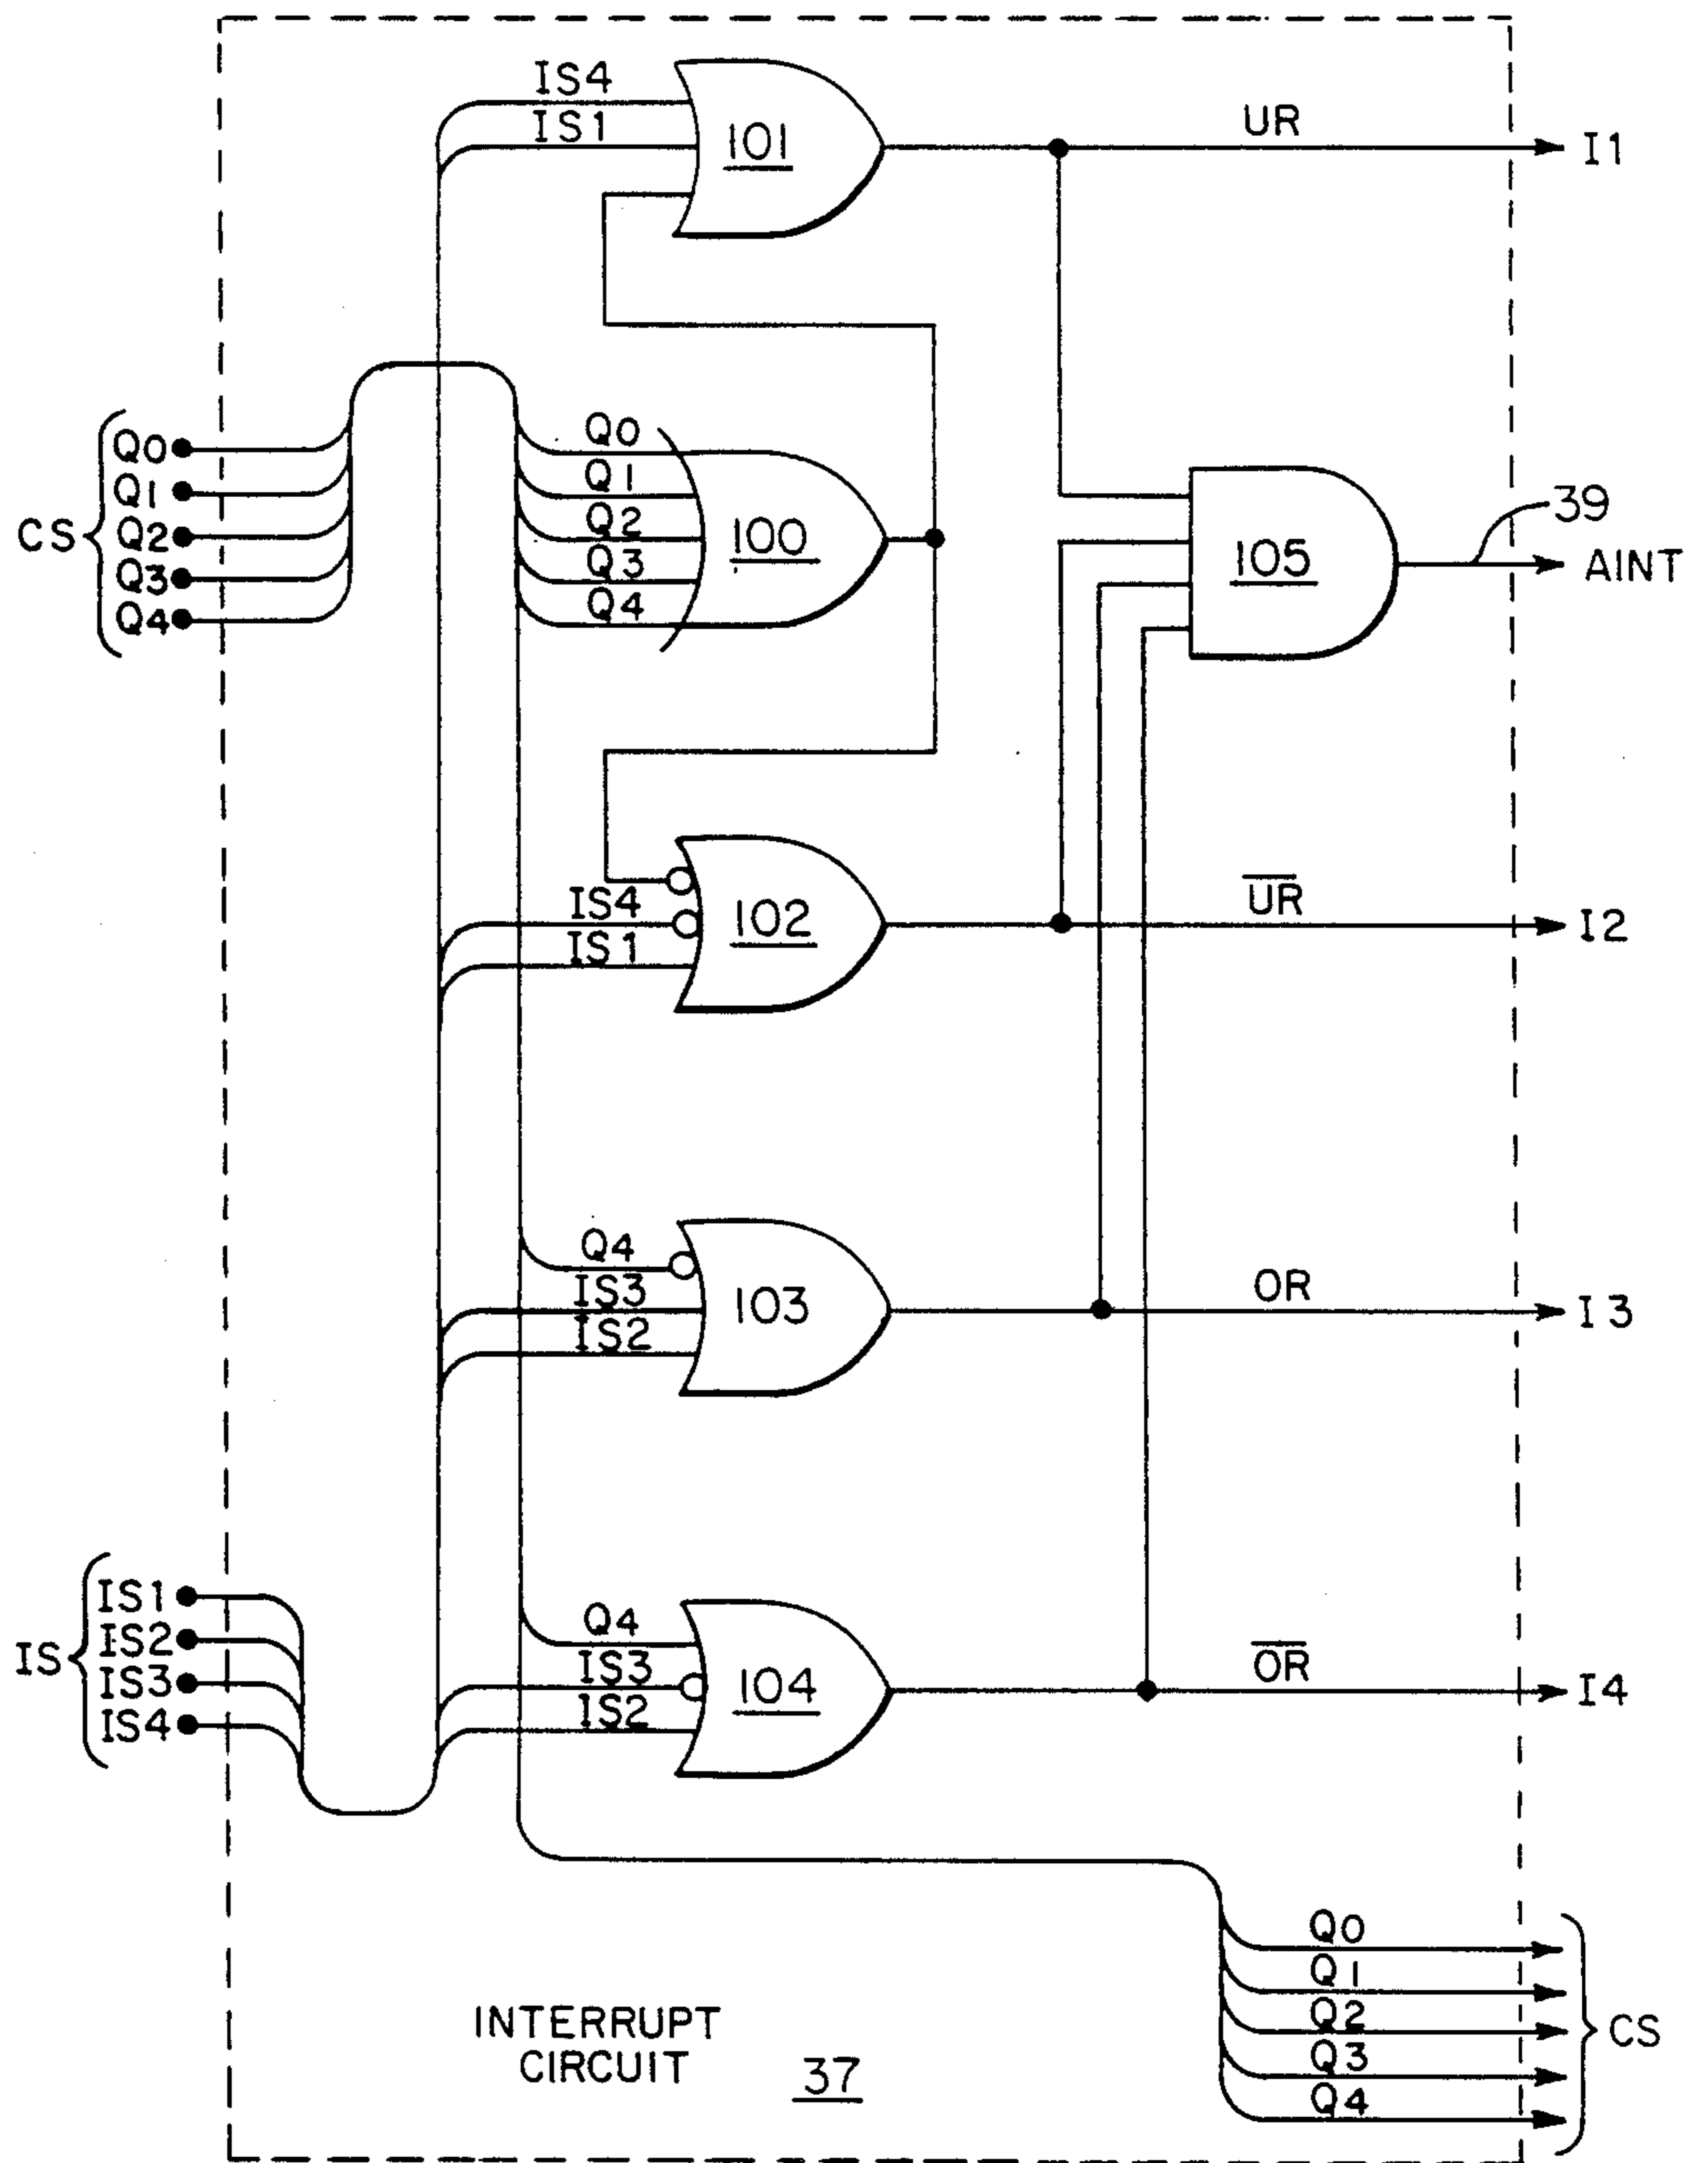 IS4
IS1
101
UR
I1
CS
Q0
Q1
Q2
Q3
Q4
Q0
Q1
Q2
Q3
Q4
100
105
39
AINT
IS4
IS1
102
U̅R̅
I2
Q4
IS3
IS2
103
OR
I3
IS
IS1
IS2
IS3
IS4
Q4
IS3
IS2
104
O̅R̅
I4
INTERRUPT
CIRCUIT
37
Q0
Q1
Q2
Q3
Q4
CS